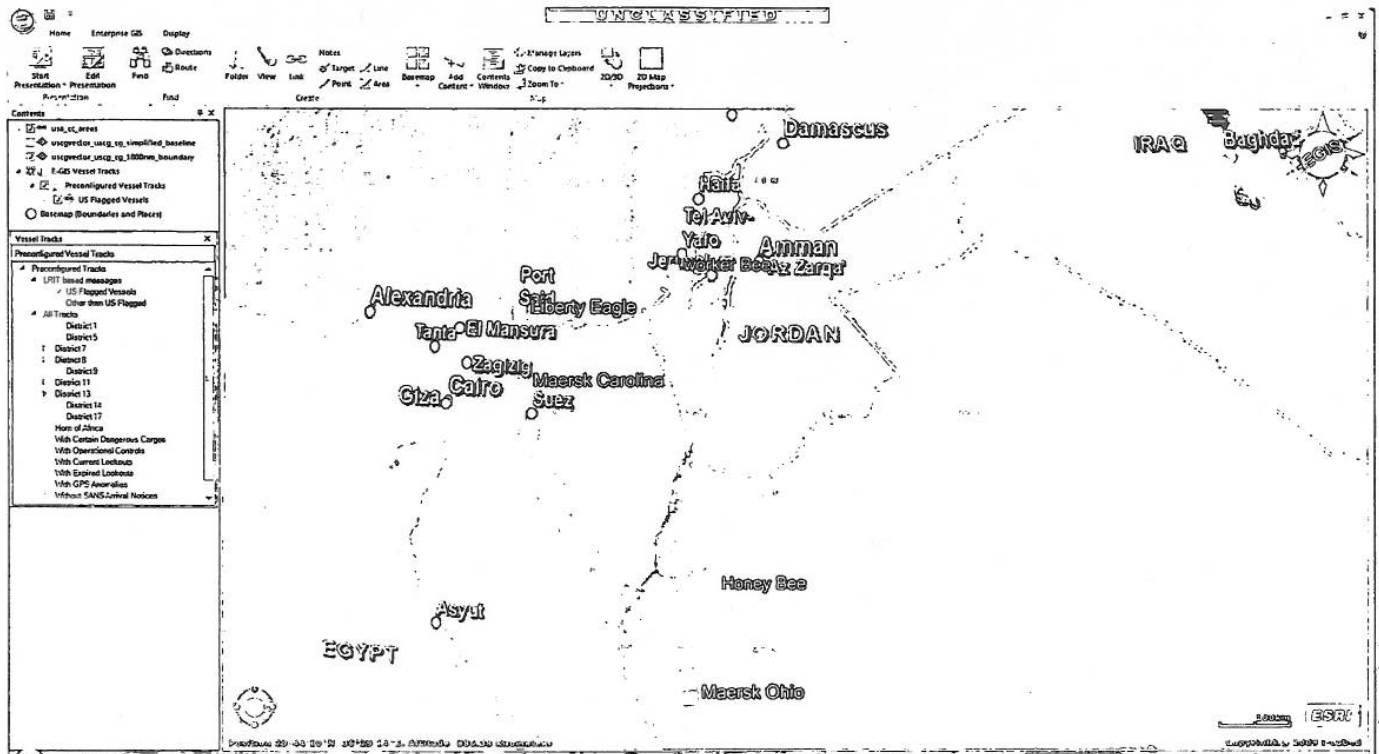 UNCLASSIFIED
Home Enterprise GIS Display
Start Presentation
Edit Presentation
Find
Directions
Route
Folder
View
Link
Notes
Target
Line
Point
Area
Basemap
Add Content
Contents Window
Manage Layers
Copy to Clipboard
Zoom To
2D/3D
2D Map Projections
Presentation
Find
Create
Map
Contents
usa_cc_areas
uscgvector_uscg_cg_simplified_baseline
uscgvector_uscg_cg_1000nm_boundary
E-GIS Vessel Tracks
Preconfigured Vessel Tracks
US Flagged Vessels
Basemap (Boundaries and Places)
Vessel Tracks
Preconfigured Vessel Tracks
Preconfigured Tracks
LRIT based messages
US Flagged Vessels
Other than US Flagged
All Tracks
District 1
District 5
District 7
District 8
District 9
District 11
District 13
District 14
District 17
Horn of Africa
With Certain Dangerous Cargos
With Operational Controls
With Current Lookouts
With Expired Lookouts
With GPS Anomalies
Without SANS Arrival Notices
Damascus
IRAQ
Baghdad
EGIS
Haifa
Tel Aviv-
Yafo
Amman
Worker Bee
Az Zarqa'
Port
Said
Liberty Eagle
Alexandria
Tanta
El Mansura
JORDAN
Zagizig
Maersk Carolina
Giza
Cairo
Suez
Honey Bee
Asyut
EGYPT
Maersk Ohio
ESRI